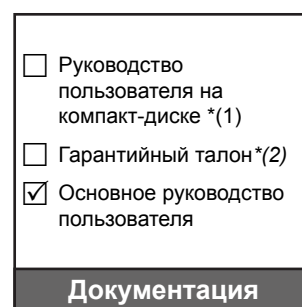 Руководство
пользователя на
компакт-диске *(1)
Гарантийный талон*(2)
Основное руководство
пользователя
Документация